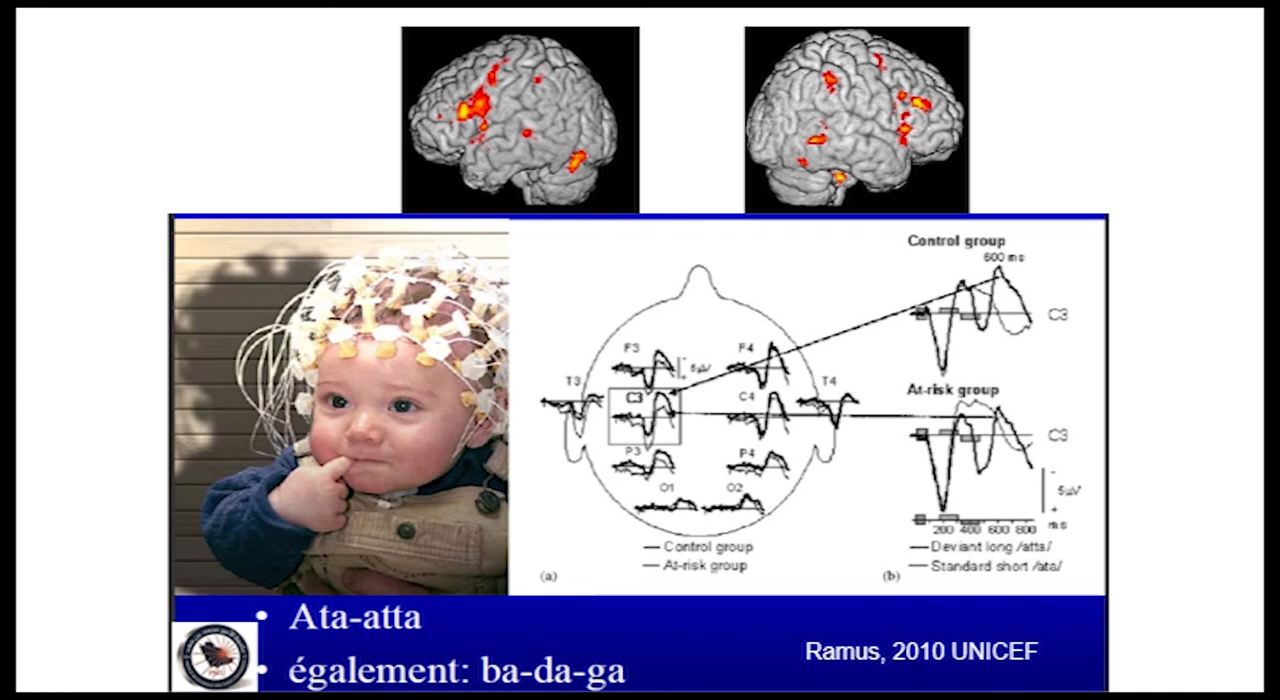 Control group
600 ms
C3
F3
F4
5µV
T3
T4
C3
C4
At-risk group
C3
P3
P4
O1
O2
5µV
ms
200 400 600 800
Control group
At-risk group
Deviant long /atta/
Standard short /ata/
(a)
(b)
• Ata-atta
• également: ba-da-ga
Ramus, 2010 UNICEF